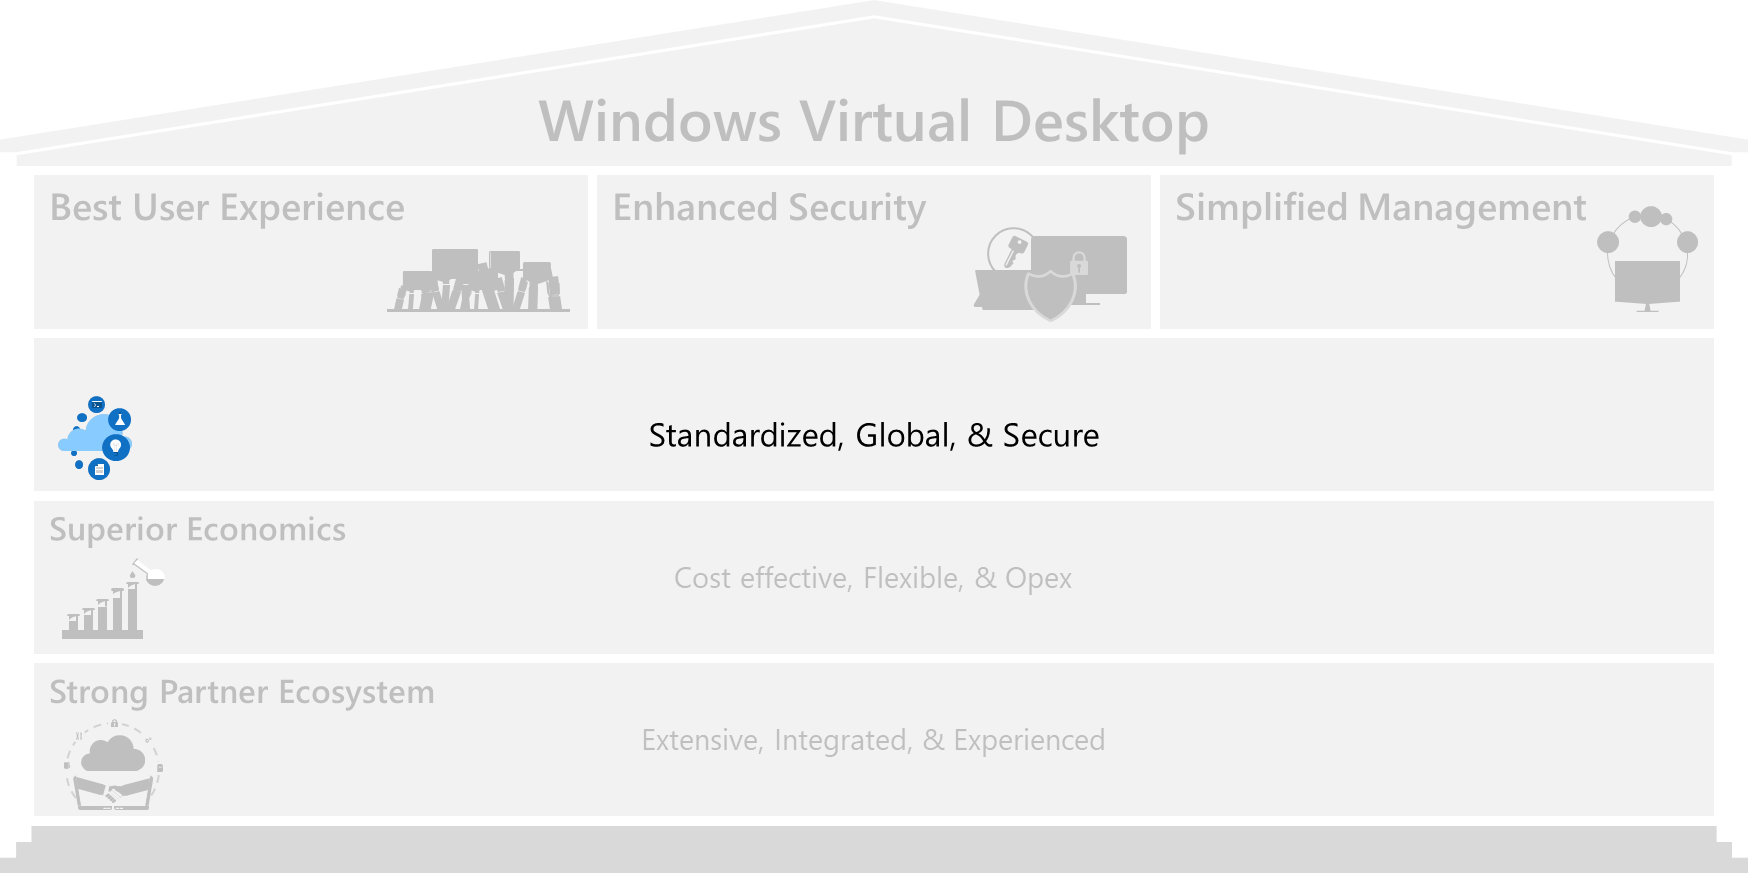 Windows Virtual Desktop
Best User Experience
Enhanced Security
Simplified Management
Standardized, Global, & Secure
Superior Economics
Cost effective, Flexible, & Opex
Strong Partner Ecosystem
Extensive, Integrated, & Experienced